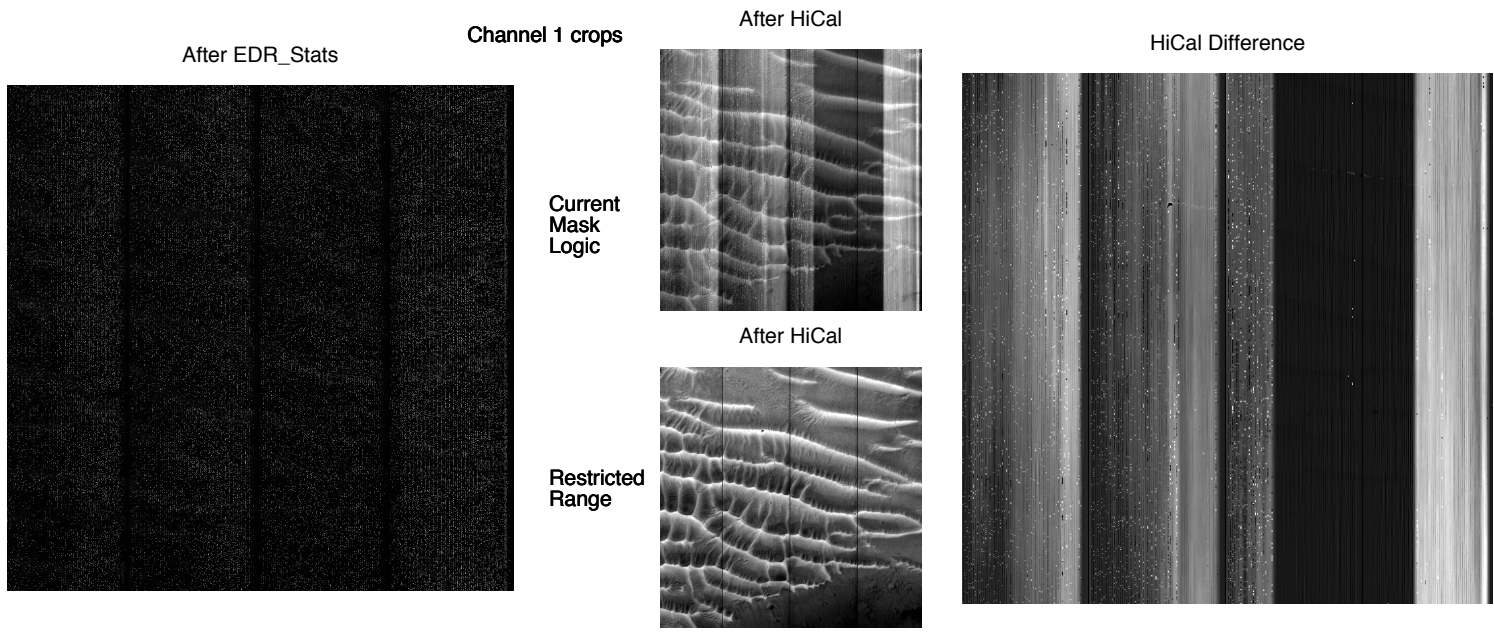 Channel 1 crops
After EDR_Stats
After HiCal
HiCal Difference
Current
Mask
Logic
After HiCal
Restricted
Range